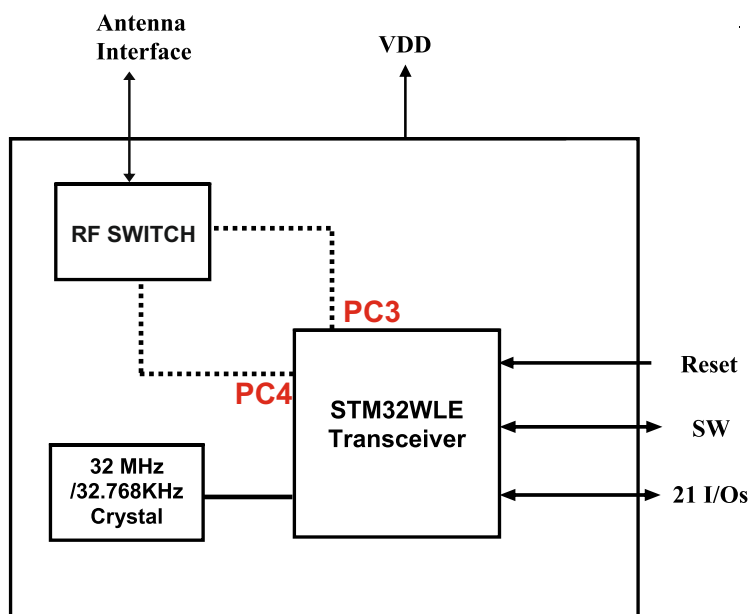 Antenna
Interface
VDD
RF SWITCH
PC3
PC4
STM32WLE
Transceiver
32 MHz
/32.768KHz
Crystal
Reset
SW
21 I/Os